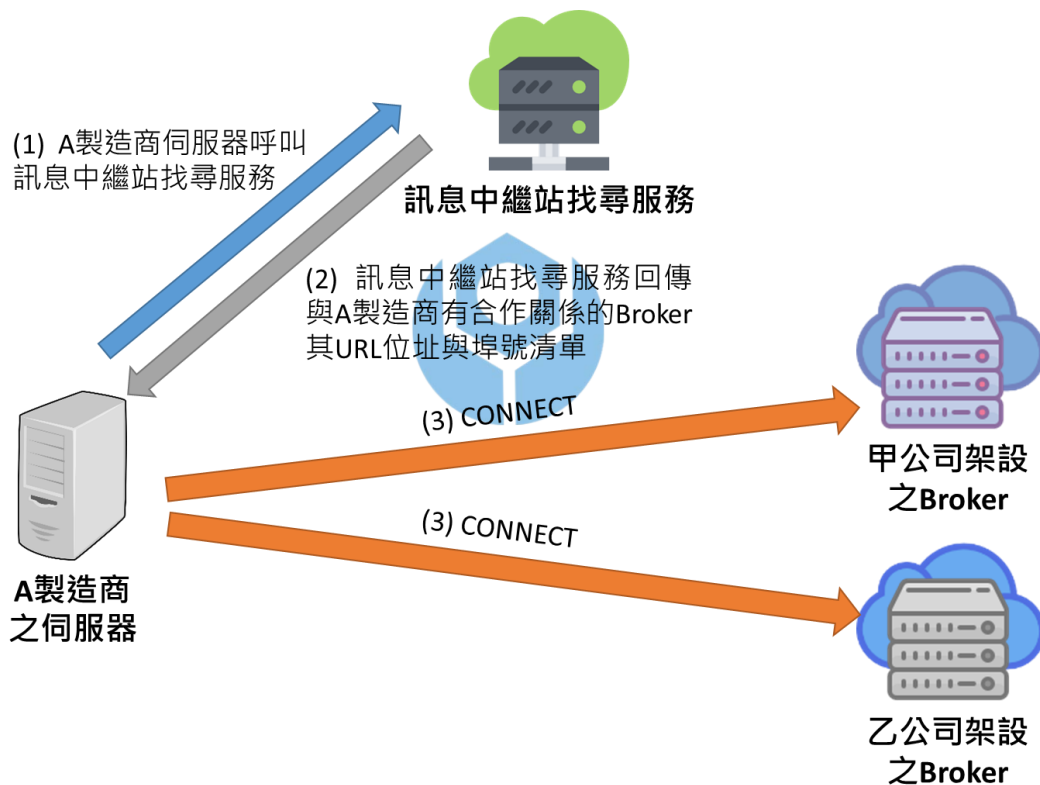 (1) A製造商伺服器呼叫
訊息中繼站找尋服務
訊息中繼站找尋服務
(2) 訊息中繼站找尋服務回傳
與A製造商有合作關係的Broker
其URL位址與埠號清單
(3) CONNECT
甲公司架設
之Broker
(3) CONNECT
A製造商
之伺服器
乙公司架設
之Broker